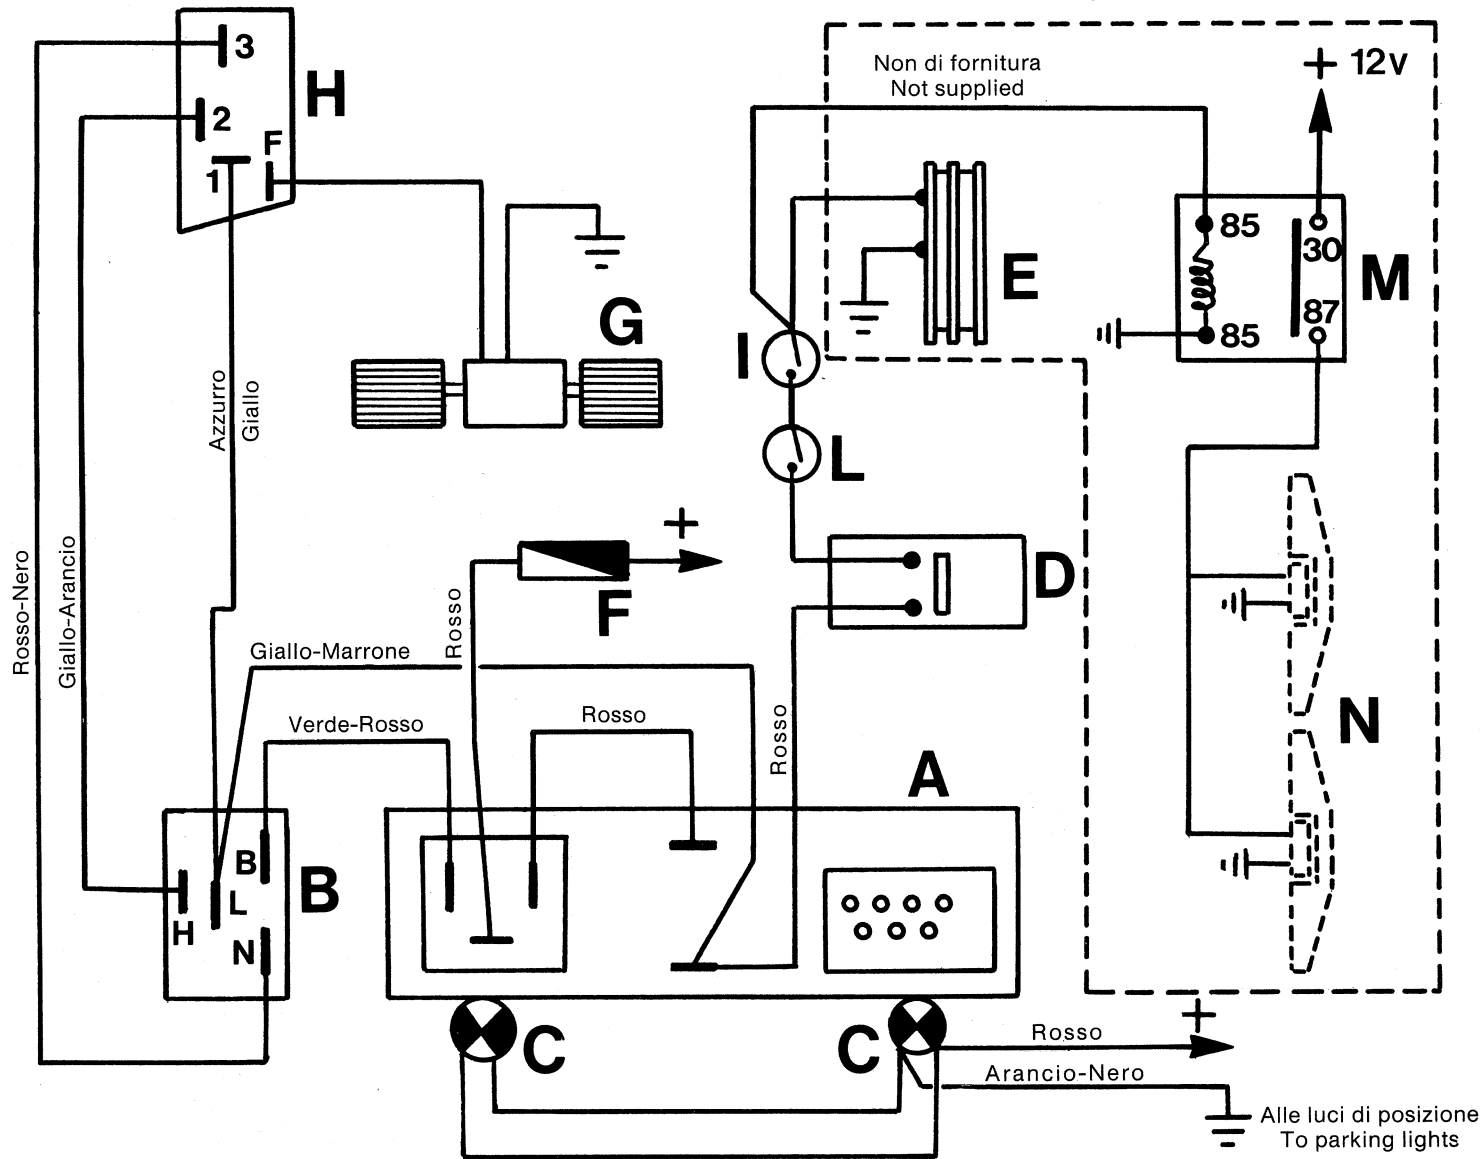 3
H
2
F
1
Non di fornitura
Not supplied
+ 12v
85
30
E
M
87
85
G
I
L
Azzurro
Giallo
+
D
F
Rosso-Nero
Giallo-Arancio
Rosso
Giallo-Marrone
Verde-Rosso
Rosso
Rosso
N
A
B
L
B
H
N
C
C
+
Rosso
Arancio-Nero
Alle luci di posizione
To parking lights